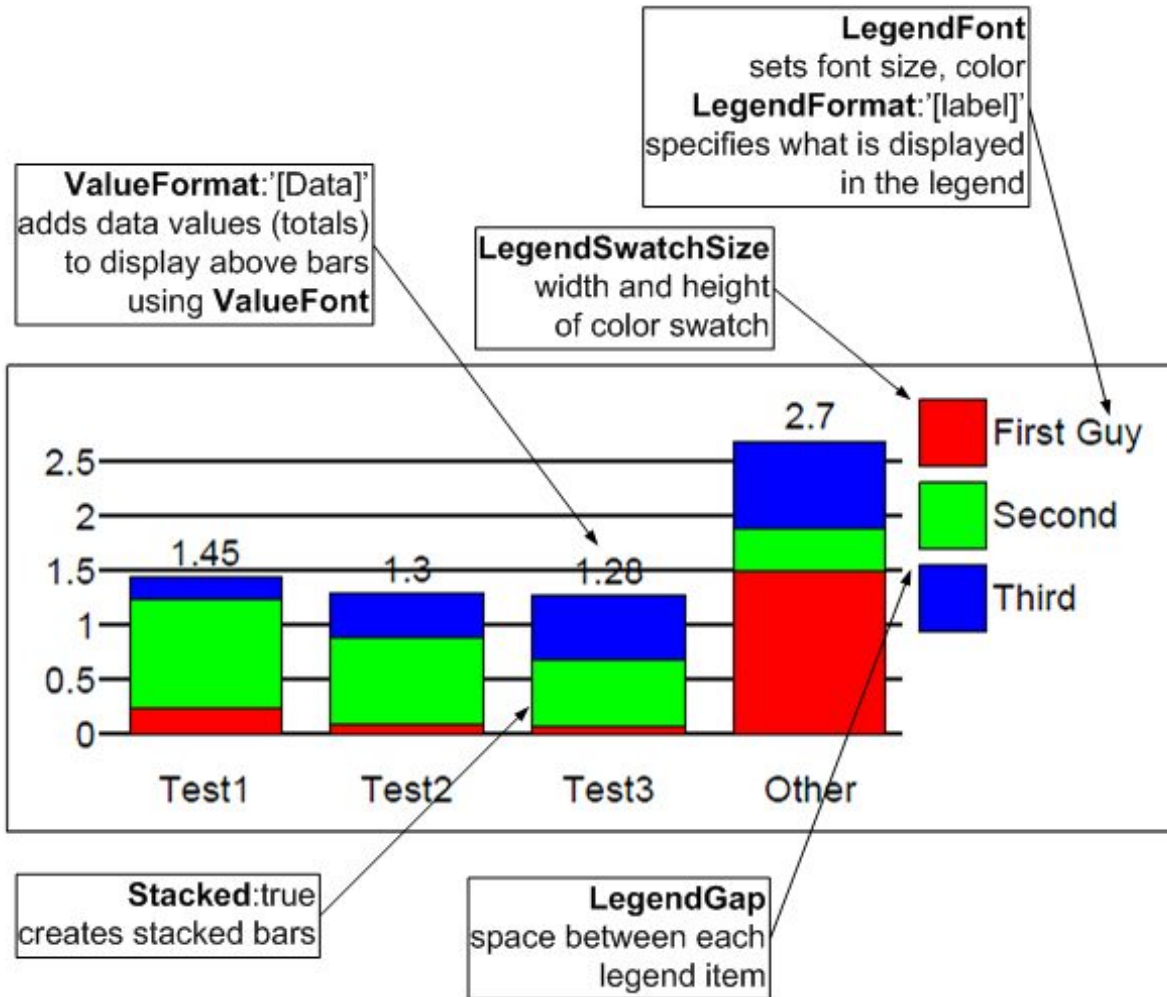 LegendFont
sets font size, color
LegendFormat:'[label]'
specifies what is displayed
in the legend
ValueFormat:'[Data]'
adds data values (totals)
to display above bars
using ValueFont
LegendSwatchSize
width and height
of color swatch
2.7
First Guy
2.5
2
Second
1.45
1.3
1.28
1.5
Third
1
0.5
0
Test1
Test2
Test3
Other
Stacked:true
creates stacked bars
LegendGap
space between each
legend item